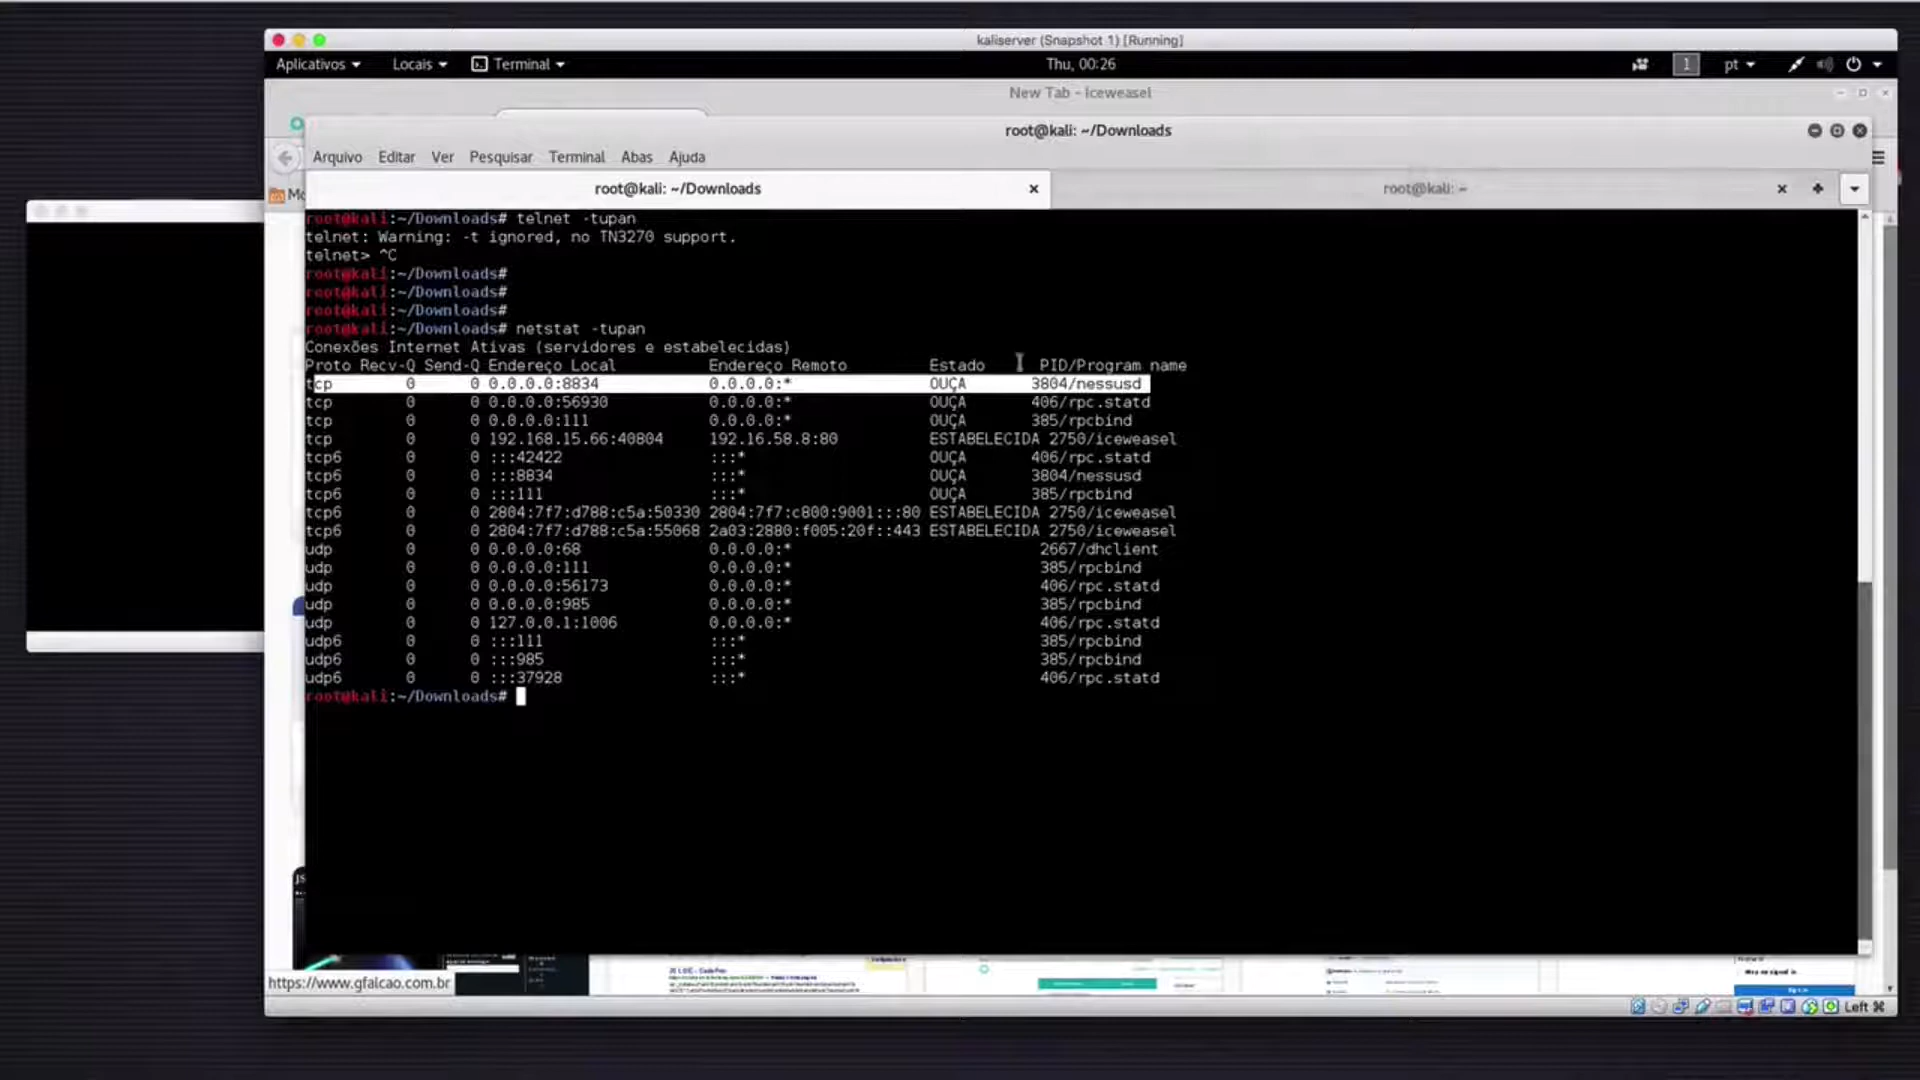 kaliserver (Snapshot 1) [Running]
Aplicativos Locais Terminal Thu, 00:26 1 pt
New Tab - Iceweasel
root@kali: ~/Downloads
Arquivo Editar Ver Pesquisar Terminal Abas Ajuda
root@kali: ~/Downloads root@kali: ~
root@kali:~/Downloads# telnet -tupan
telnet: Warning: -t ignored, no TN3270 support.
telnet> ^C
root@kali:~/Downloads#
root@kali:~/Downloads#
root@kali:~/Downloads#
root@kali:~/Downloads# netstat -tupan
Conexões Internet Ativas (servidores e estabelecidas)
Proto Recv-Q Send-Q Endereço Local Endereço Remoto Estado PID/Program name
tcp 0 0 0.0.0.0:8834 0.0.0.0:* OUÇA 3804/nessusd
tcp 0 0 0.0.0.0:56930 0.0.0.0:* OUÇA 406/rpc.statd
tcp 0 0 0.0.0.0:111 0.0.0.0:* OUÇA 385/rpcbind
tcp 0 0 192.168.15.66:40804 192.16.58.8:80 ESTABELECIDA 2750/iceweasel
tcp6 0 0 :::42422 :::* OUÇA 406/rpc.statd
tcp6 0 0 :::8834 :::* OUÇA 3804/nessusd
tcp6 0 0 :::111 :::* OUÇA 385/rpcbind
tcp6 0 0 2804:7f7:d788:c5a:50330 2804:7f7:c800:9001:::80 ESTABELECIDA 2750/iceweasel
tcp6 0 0 2804:7f7:d788:c5a:55068 2a03:2880:f005:20f::443 ESTABELECIDA 2750/iceweasel
udp 0 0 0.0.0.0:68 0.0.0.0:* 2667/dhclient
udp 0 0 0.0.0.0:111 0.0.0.0:* 385/rpcbind
udp 0 0 0.0.0.0:56173 0.0.0.0:* 406/rpc.statd
udp 0 0 0.0.0.0:985 0.0.0.0:* 385/rpcbind
udp 0 0 127.0.0.1:1006 0.0.0.0:* 406/rpc.statd
udp6 0 0 :::111 :::* 385/rpcbind
udp6 0 0 :::985 :::* 385/rpcbind
udp6 0 0 :::37928 :::* 406/rpc.statd
root@kali:~/Downloads#
https://www.gfalcao.com.br
Left ⌘